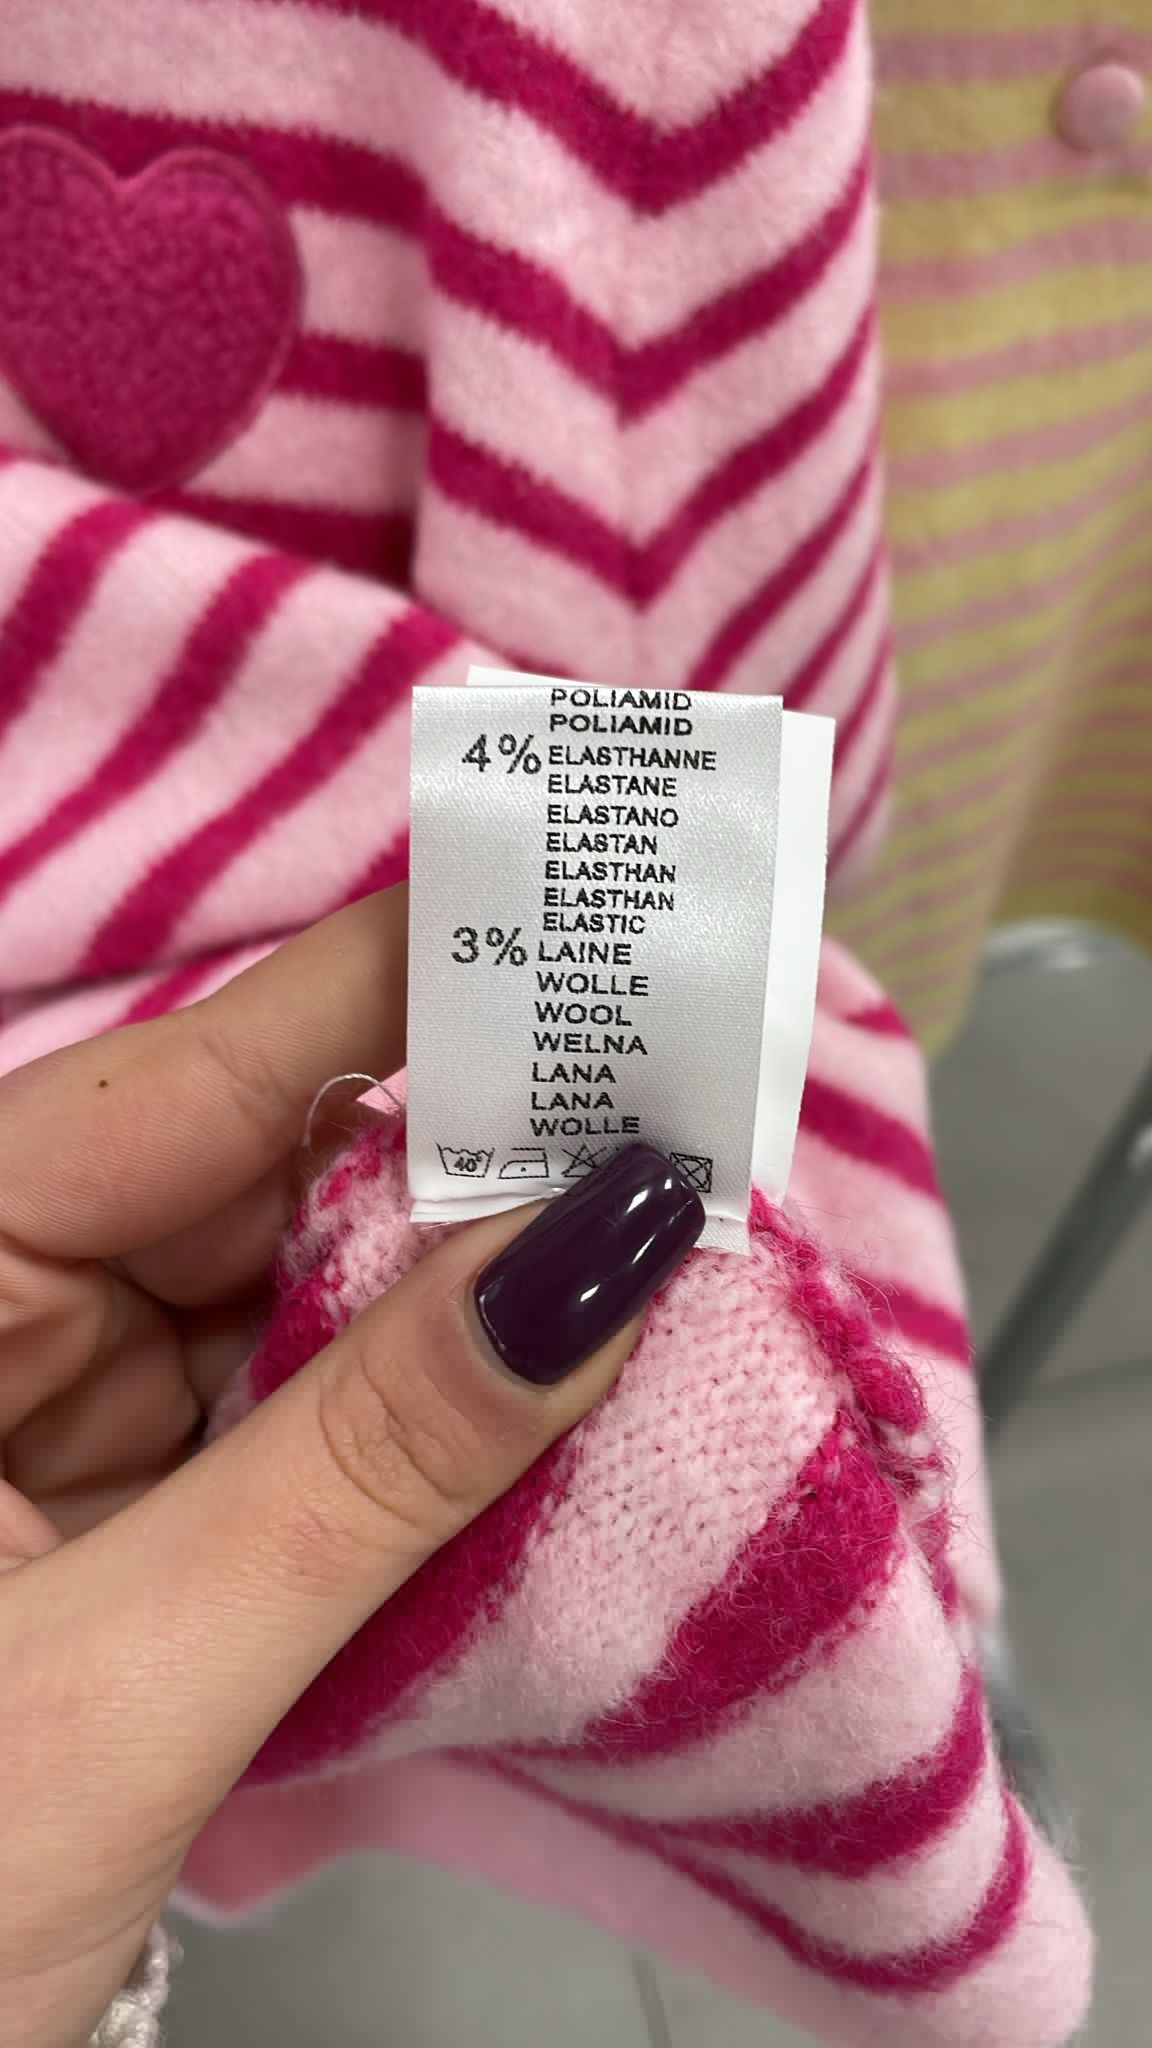 POLIAMID
POLIAMID
4% ELASTHANNE
ELASTANE
ELASTANO
ELASTAN
ELASTHAN
ELASTHAN
ELASTIC
3% LAINE
WOLLE
WOOL
WELNA
LANA
LANA
WOLLE
40°